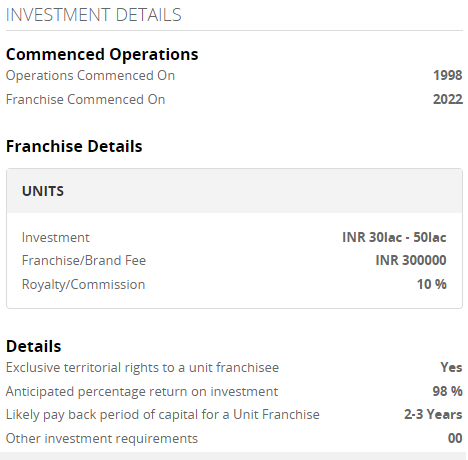 INVESTMENT DETAILS
Commenced Operations
Operations Commenced On 1998
Franchise Commenced On 2022
Franchise Details
UNITS
Investment INR 30lac - 50lac
Franchise/Brand Fee INR 300000
Royalty/Commission 10 %
Details
Exclusive territorial rights to a unit franchisee Yes
Anticipated percentage return on investment 98 %
Likely pay back period of capital for a Unit Franchise 2-3 Years
Other investment requirements 00